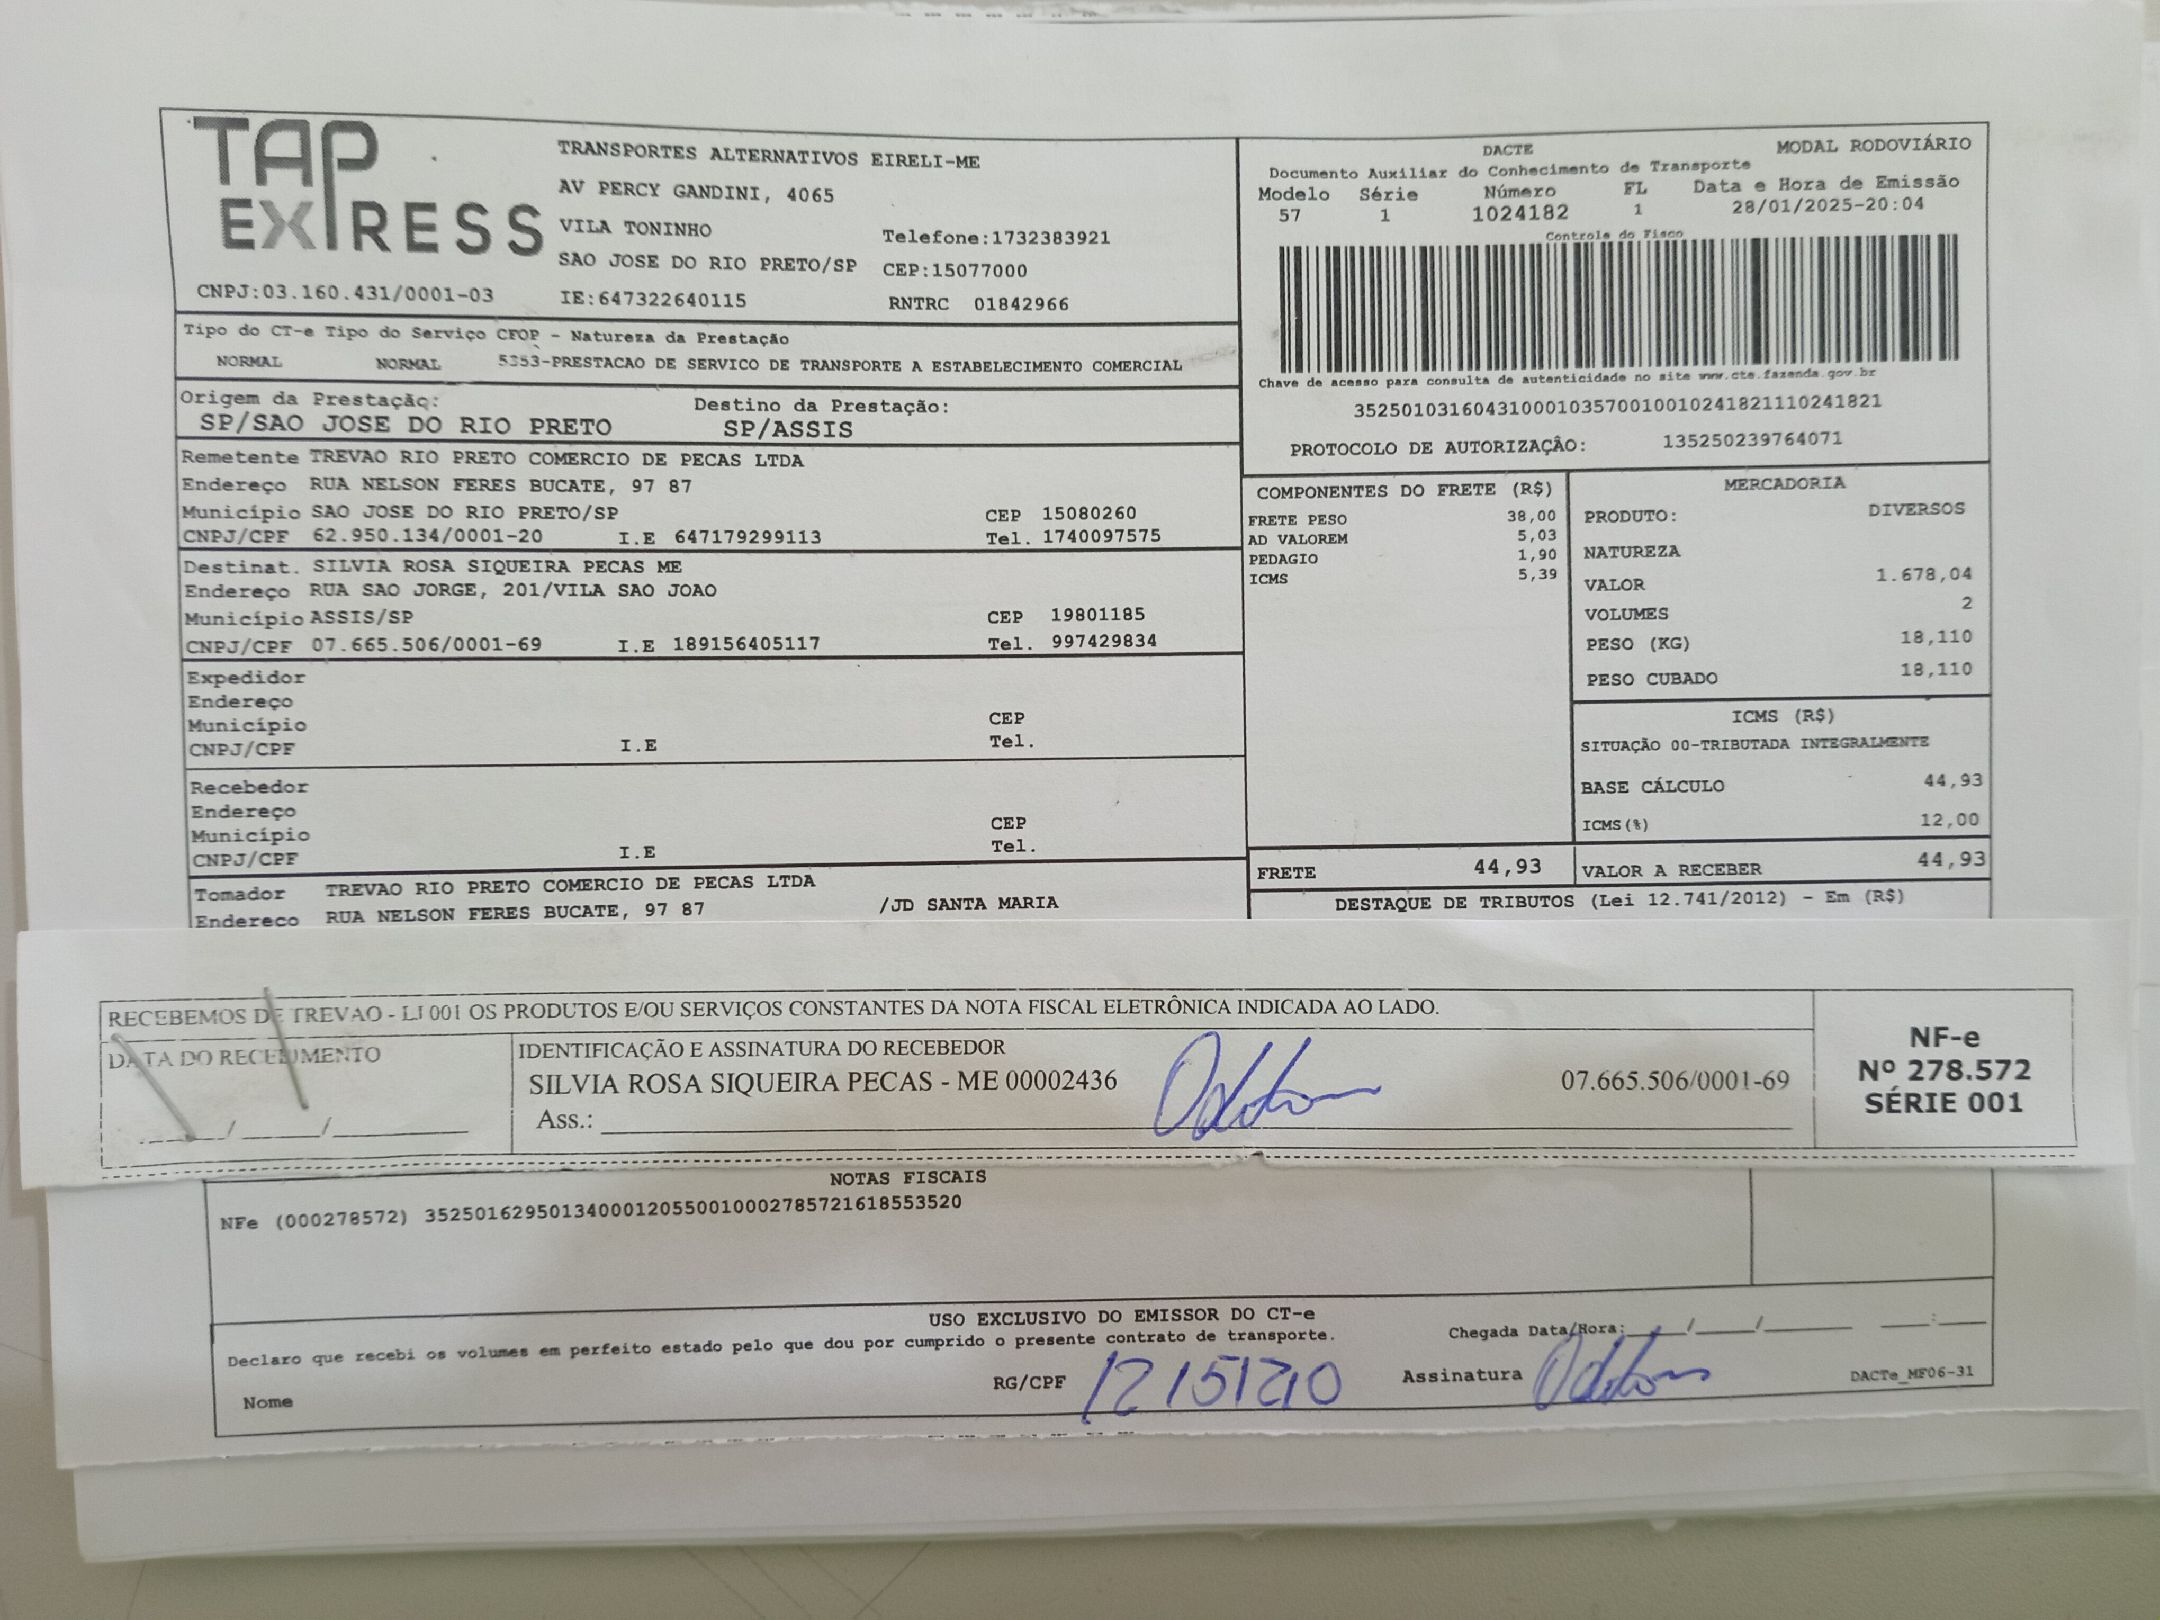 TAP EXPRESS
TRANSPORTES ALTERNATIVOS EIRELI-ME
AV PERCY GANDINI, 4065
VILA TONINHO
Telefone:1732383921
SAO JOSE DO RIO PRETO/SP CEP:15077000
CNPJ:03.160.431/0001-03 IE:647322640115 RNTRC 01842966
DACTE MODAL RODOVIÁRIO
Documento Auxiliar do Conhecimento de Transporte
Modelo Série Número FL Data e Hora de Emissão
57 1 1024182 1 28/01/2025-20:04
Controle do Fisco
Chave de acesso para consulta de autenticidade no site www.cte.fazenda.gov.br
35250103160431000103570010010241821110241821
PROTOCOLO DE AUTORIZAÇÂO: 135250239764071
Tipo do CT-e Tipo do Serviço CFOP - Natureza da Prestação
NORMAL NORMAL 5353-PRESTACAO DE SERVICO DE TRANSPORTE A ESTABELECIMENTO COMERCIAL
Origem da Prestação: Destino da Prestação:
SP/SAO JOSE DO RIO PRETO SP/ASSIS
Remetente TREVAO RIO PRETO COMERCIO DE PECAS LTDA
Endereço RUA NELSON FERES BUCATE, 97 87
Município SAO JOSE DO RIO PRETO/SP CEP 15080260
CNPJ/CPF 62.950.134/0001-20 I.E 647179299113 Tel. 1740097575
Destinat. SILVIA ROSA SIQUEIRA PECAS ME
Endereço RUA SAO JORGE, 201/VILA SAO JOAO
Município ASSIS/SP CEP 19801185
CNPJ/CPF 07.665.506/0001-69 I.E 189156405117 Tel. 997429834
Expedidor
Endereço
Município CEP
CNPJ/CPF I.E Tel.
Recebedor
Endereço
Município CEP
CNPJ/CPF I.E Tel.
Tomador TREVAO RIO PRETO COMERCIO DE PECAS LTDA
Endereço RUA NELSON FERES BUCATE, 97 87 /JD SANTA MARIA
COMPONENTES DO FRETE (R$)
FRETE PESO 38,00
AD VALOREM 5,03
PEDAGIO 1,90
ICMS 5,39
FRETE 44,93
MERCADORIA
PRODUTO: DIVERSOS
NATUREZA
VALOR 1.678,04
VOLUMES 2
PESO (KG) 18,110
PESO CUBADO 18,110
ICMS (R$)
SITUAÇÃO 00-TRIBUTADA INTEGRALMENTE
BASE CÁLCULO 44,93
ICMS(%) 12,00
VALOR A RECEBER 44,93
DESTAQUE DE TRIBUTOS (Lei 12.741/2012) - Em (R$)
RECEBEMOS DE TREVAO - LJ 001 OS PRODUTOS E/OU SERVIÇOS CONSTANTES DA NOTA FISCAL ELETRÔNICA INDICADA AO LADO.
DATA DO RECEBIMENTO
IDENTIFICAÇÃO E ASSINATURA DO RECEBEDOR
SILVIA ROSA SIQUEIRA PECAS - ME 00002436 07.665.506/0001-69
Ass.:
NF-e
Nº 278.572
SÉRIE 001
NOTAS FISCAIS
NFe (000278572) 35250162950134000120550010002785721618553520
USO EXCLUSIVO DO EMISSOR DO CT-e
Declaro que recebi os volumes em perfeito estado pelo que dou por cumprido o presente contrato de transporte.
Chegada Data/Hora: / / :
Nome RG/CPF Assinatura DACTe_MF06-31